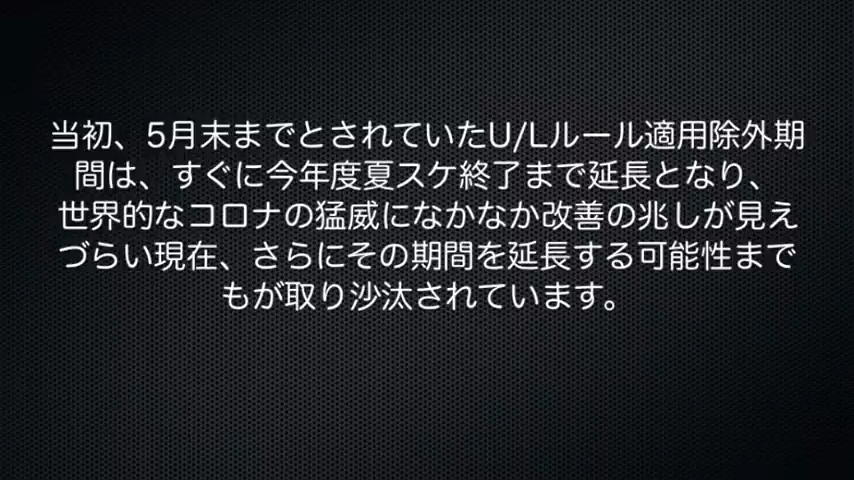 当初、5月末までとされていたU/Lルール適用除外期
間は、すぐに今年度夏スケ終了まで延長となり、
世界的なコロナの猛威になかなか改善の兆しが見え
づらい現在、さらにその期間を延長する可能性まで
もが取り沙汰されています。